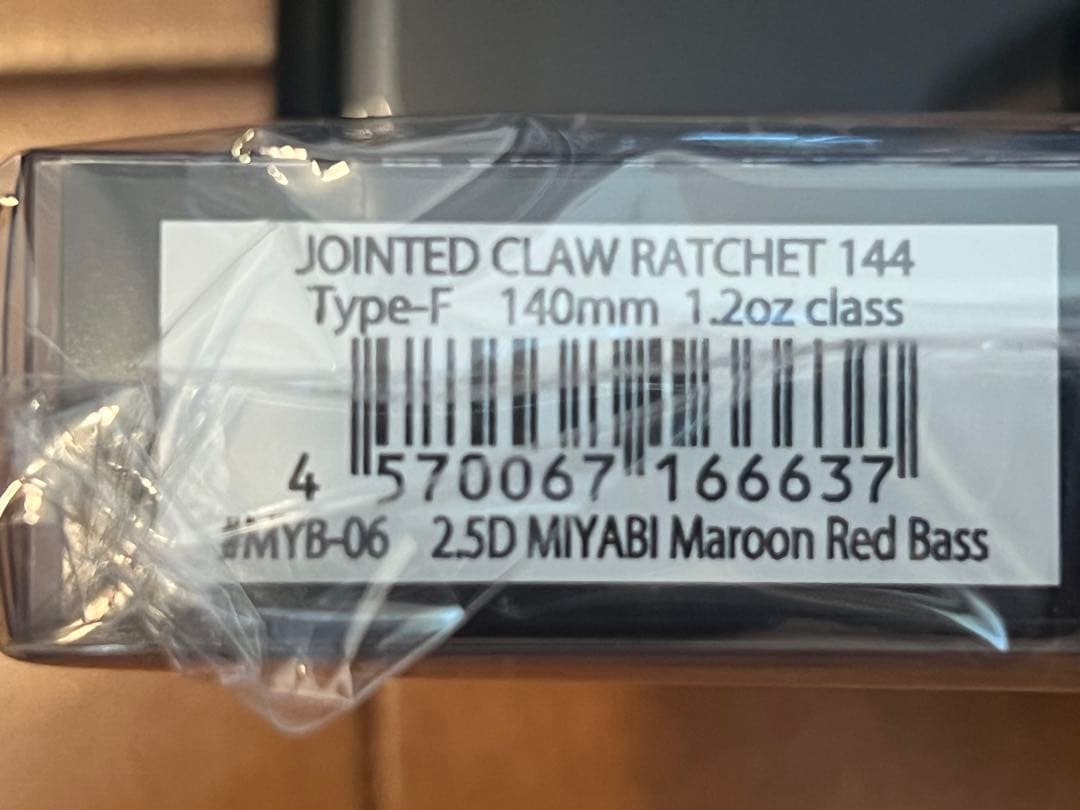 JOINTED CLAW RATCHET 144
Type-F 140mm 1.2oz class
4 570067 166637
#MYB-06 2.5D MIYABI Maroon Red Bass